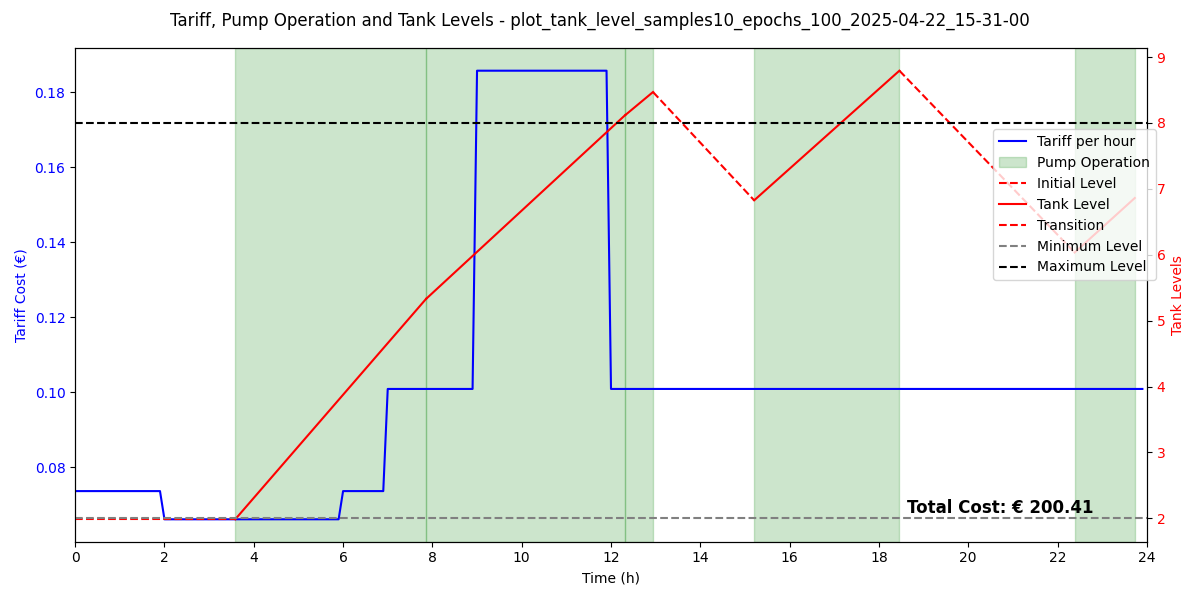 Tariff, Pump Operation and Tank Levels - plot_tank_level_samples10_epochs_100_2025-04-22_15-31-00
Tariff Cost (€)
0.18
0.16
0.14
0.12
0.10
0.08
0 2 4 6 8 10 12 14 16 18 20 22 24
Time (h)
9
8
7
6
5
4
3
2
Tank Levels
Tariff per hour
Pump Operation
Initial Level
Tank Level
Transition
Minimum Level
Maximum Level
Total Cost: € 200.41